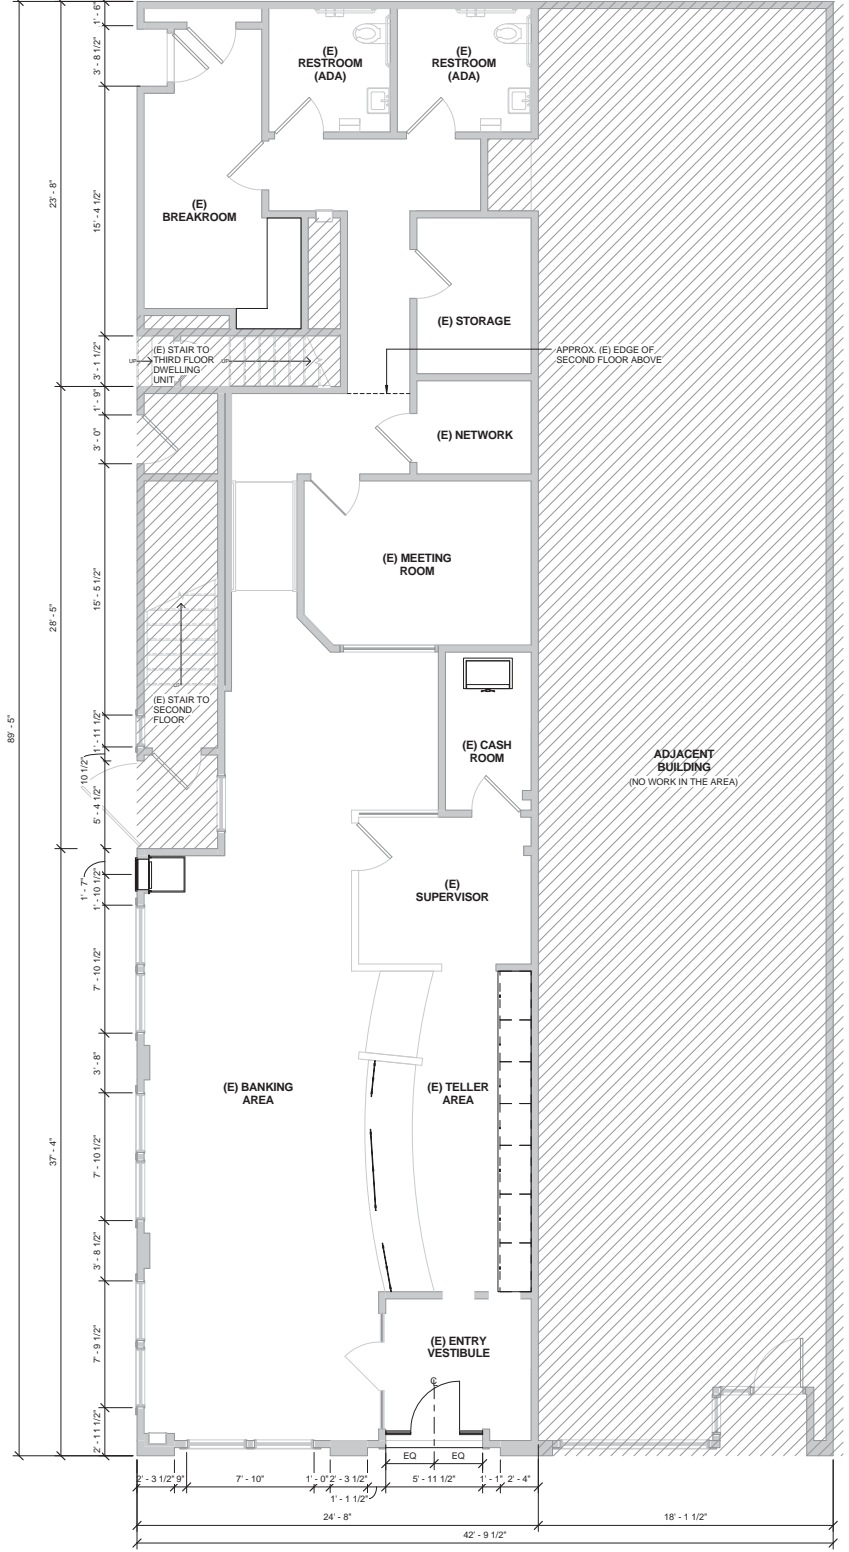 1' - 6"
3' - 8 1/2"
(E)
RESTROOM
(ADA)
(E)
RESTROOM
(ADA)
23' - 8"
15' - 4 1/2"
(E)
BREAKROOM
(E) STORAGE
3' - 1 1/2"
UP
(E) STAIR TO
THIRD FLOOR
DWELLING
UNIT
UP
APPROX. (E) EDGE OF
SECOND FLOOR ABOVE
1' - 9"
3' - 0"
(E) NETWORK
(E) MEETING
ROOM
28' - 5"
15' - 5 1/2"
UP
(E) STAIR TO
SECOND
FLOOR
89' - 5"
1' - 11 1/2"
10 1/2"
5' - 4 1/2"
(E) CASH
ROOM
ADJACENT
BUILDING
(NO WORK IN THE AREA)
1' - 7"
1' - 10 1/2"
(E)
SUPERVISOR
7' - 10 1/2"
3' - 8"
(E) BANKING
AREA
(E) TELLER
AREA
37' - 4"
7' - 10 1/2"
3' - 8 1/2"
7' - 9 1/2"
(E) ENTRY
VESTIBULE
2' - 11 1/2"
EQ
EQ
2' - 3 1/2"
9"
7' - 10"
1' - 0"
2' - 3 1/2"
5' - 11 1/2"
1' - 1"
2' - 4"
1' - 1 1/2"
24' - 8"
18' - 1 1/2"
42' - 9 1/2"